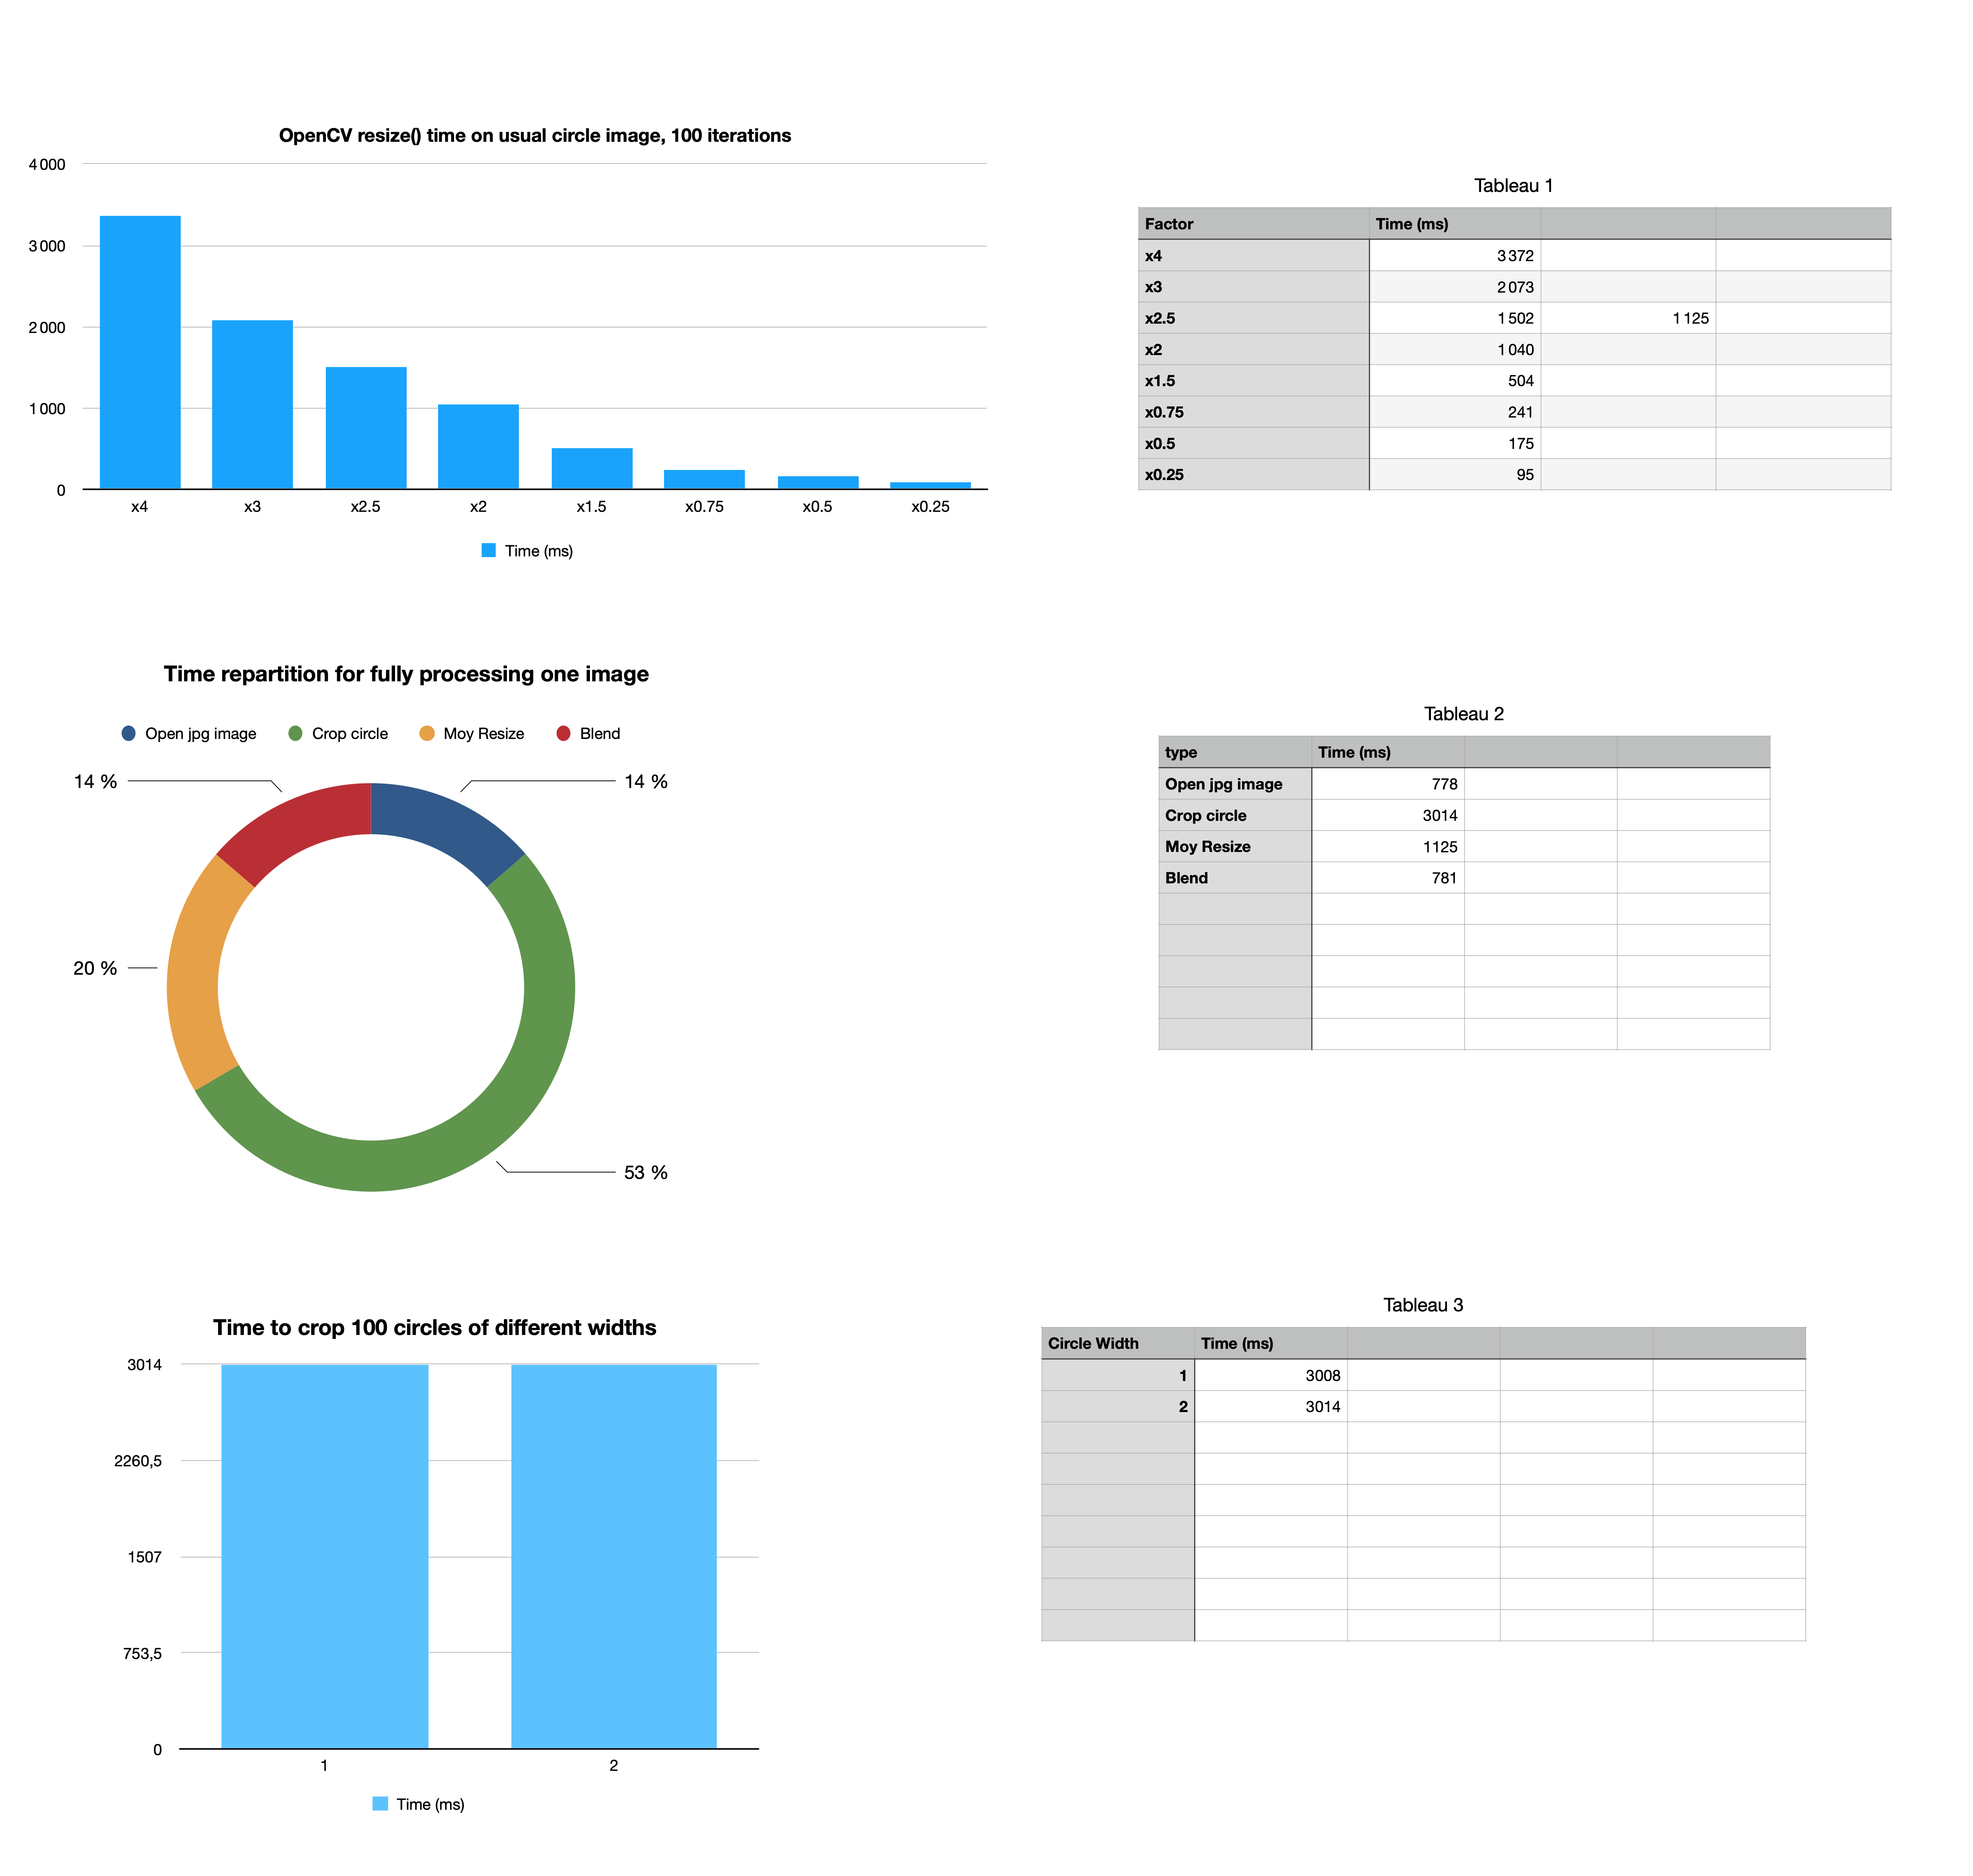 OpenCV resize() time on usual circle image, 100 iterations
4 000
3 000
2 000
1 000
0
x4 x3 x2.5 x2 x1.5 x0.75 x0.5 x0.25
Time (ms)
Tableau 1
Factor Time (ms)
x4 3 372
x3 2 073
x2.5 1 502 1 125
x2 1 040
x1.5 504
x0.75 241
x0.5 175
x0.25 95
Time repartition for fully processing one image
Open jpg image Crop circle Moy Resize Blend
14 % 14 %
20 %
53 %
Tableau 2
type Time (ms)
Open jpg image 778
Crop circle 3014
Moy Resize 1125
Blend 781
Time to crop 100 circles of different widths
3014
2260,5
1507
753,5
0
1 2
Time (ms)
Tableau 3
Circle Width Time (ms)
1 3008
2 3014